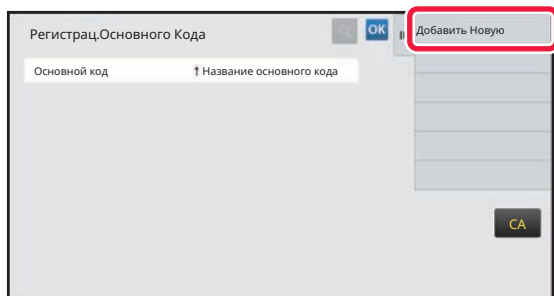 Регистрац.Основного Кода
OK
Добавить Новую
Основной код
↑ Название основного кода
CA